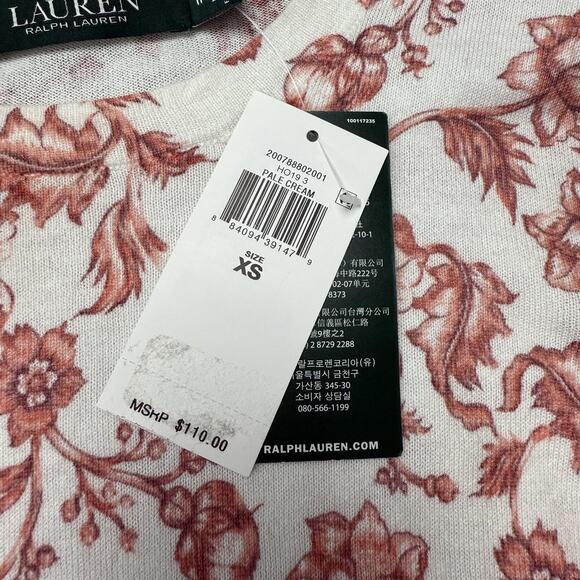 LAUREN
RALPH LAUREN
100117235
200788802001
HO19 3
PALE CREAM
8 84094 39147 9
SIZE
XS
MSRP $110.00
有限公司
中路222号
02-07单元
8373
台灣分公司
信義區松仁路
號9樓之2
2 8729 2288
랄프로렌코리아(유)
서울특별시 금천구
가산동 345-30
소비자 상담실
080-566-1199
RALPHLAUREN.COM